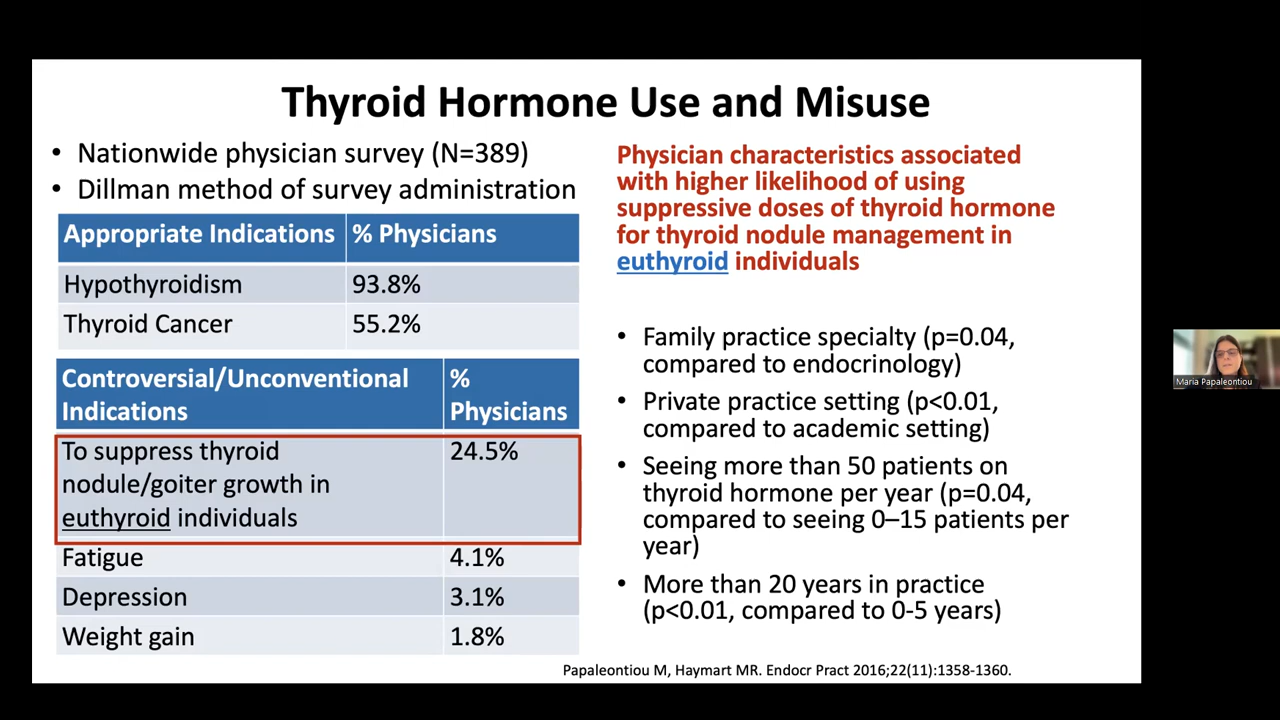 Thyroid Hormone Use and Misuse
• Nationwide physician survey (N=389)
• Dillman method of survey administration
Appropriate Indications % Physicians
Hypothyroidism 93.8%
Thyroid Cancer 55.2%
Controversial/Unconventional %
Indications Physicians
To suppress thyroid 24.5%
nodule/goiter growth in
euthyroid individuals
Fatigue 4.1%
Depression 3.1%
Weight gain 1.8%
Physician characteristics associated
with higher likelihood of using
suppressive doses of thyroid hormone
for thyroid nodule management in
euthyroid individuals
• Family practice specialty (p=0.04,
compared to endocrinology)
• Private practice setting (p<0.01,
compared to academic setting)
• Seeing more than 50 patients on
thyroid hormone per year (p=0.04,
compared to seeing 0–15 patients per
year)
• More than 20 years in practice
(p<0.01, compared to 0-5 years)
Papaleontiou M, Haymart MR. Endocr Pract 2016;22(11):1358-1360.
Maria Papaleontiou